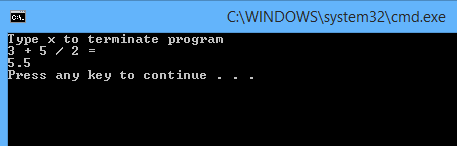 C:\WINDOWS\system32\cmd.exe
Type x to terminate program
3 + 5 / 2 =
5.5
Press any key to continue . . .